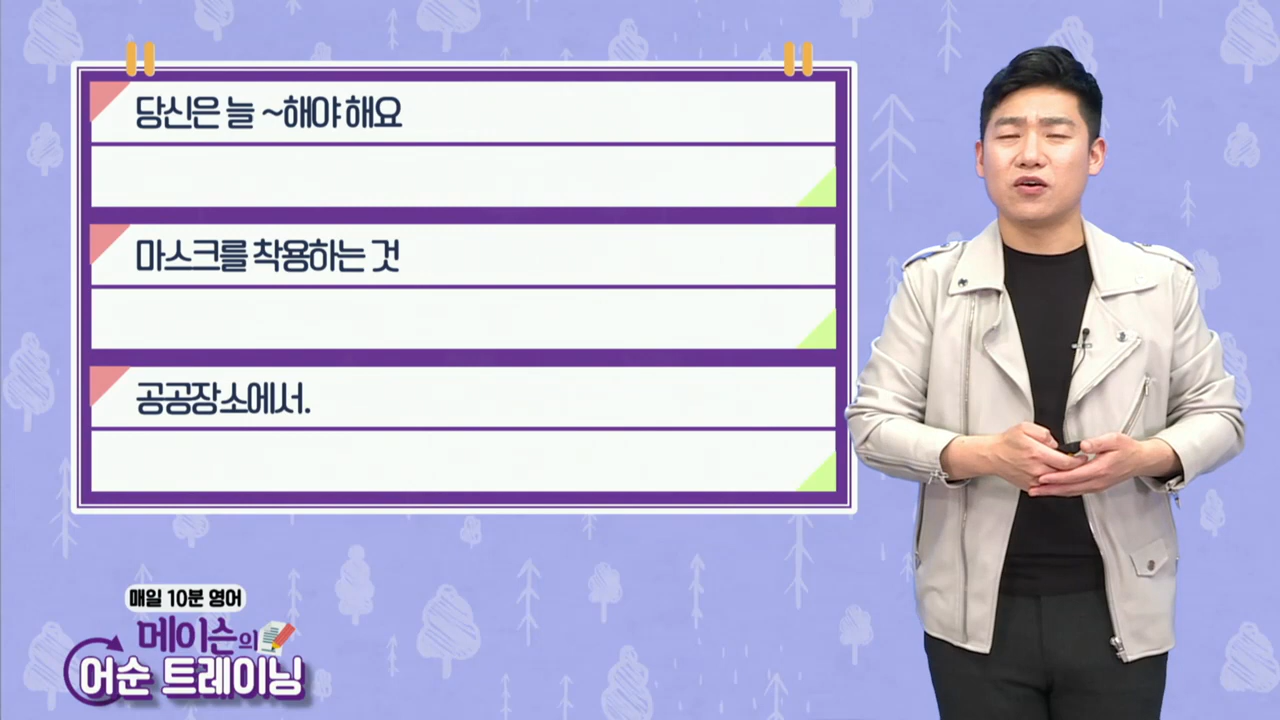 당신은 늘 ~해야 해요
마스크를 착용하는 것
공공장소에서.
매일 10분 영어
메이슨의
어순 트레이닝